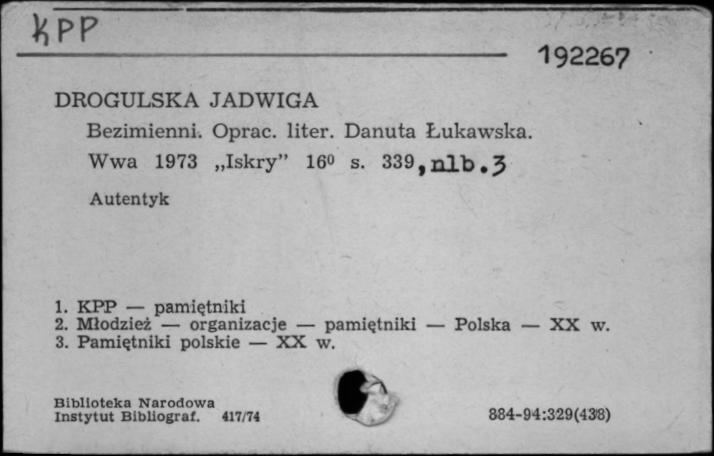 KPP
192267
DROGULSKA JADWIGA
Bezimienni. Oprac. liter. Danuta Łukawska.
Wwa 1973 „Iskry” 16⁰ s. 339, nlb. 3
Autentyk
1. KPP — pamiętniki
2. Młodzież — organizacje — pamiętniki — Polska — XX w.
3. Pamiętniki polskie — XX w.
Biblioteka Narodowa
Instytut Bibliograf. 417/74
884-94:329(438)